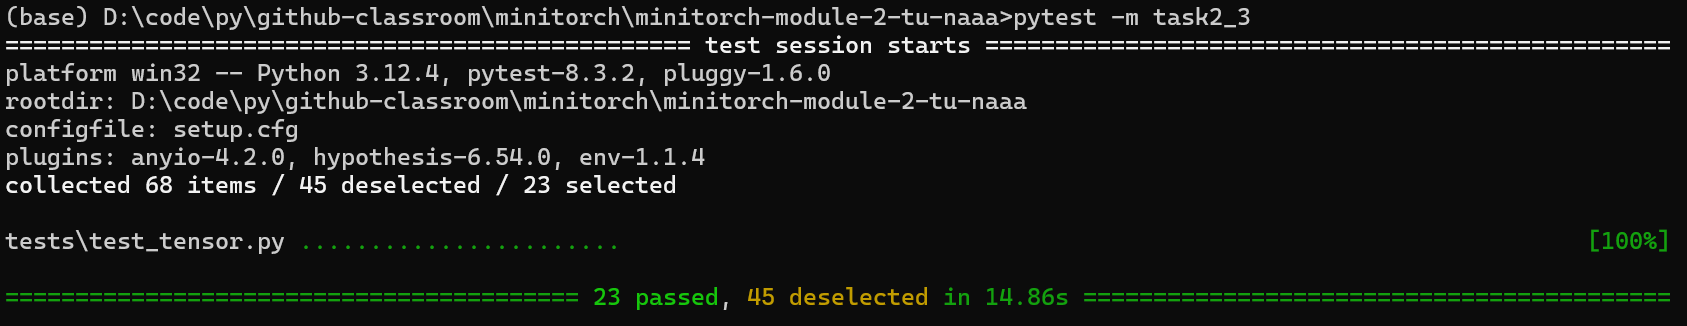 (base) D:\code\py\github-classroom\minitorch\minitorch-module-2-tu-naaa>pytest -m task2_3
================================================= test session starts =================================================
platform win32 -- Python 3.12.4, pytest-8.3.2, pluggy-1.6.0
rootdir: D:\code\py\github-classroom\minitorch\minitorch-module-2-tu-naaa
configfile: setup.cfg
plugins: anyio-4.2.0, hypothesis-6.54.0, env-1.1.4
collected 68 items / 45 deselected / 23 selected
tests\test_tensor.py ....................... [100%]
========================================= 23 passed, 45 deselected in 14.86s ==========================================